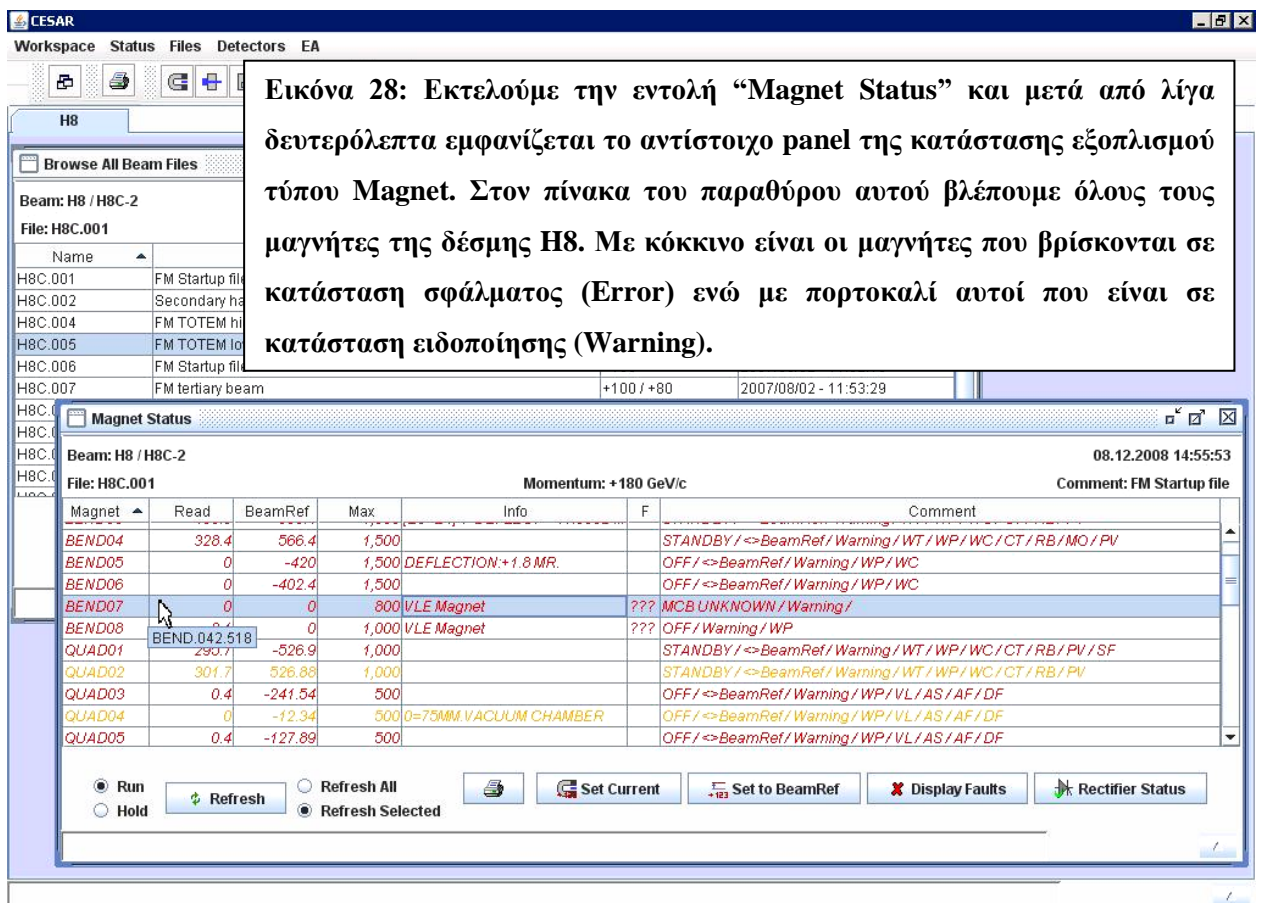 CESAR
Workspace Status Files Detectors EA
Εικόνα 28: Εκτελούμε την εντολή “Magnet Status” και μετά από λίγα
δευτερόλεπτα εμφανίζεται το αντίστοιχο panel της κατάστασης εξοπλισμού
τύπου Magnet. Στον πίνακα του παραθύρου αυτού βλέπουμε όλους τους
μαγνήτες της δέσμης H8. Με κόκκινο είναι οι μαγνήτες που βρίσκονται σε
κατάσταση σφάλματος (Error) ενώ με πορτοκαλί αυτοί που είναι σε
κατάσταση ειδοποίησης (Warning).
H8
Browse All Beam Files
Beam: H8 / H8C-2
File: H8C.001
Name
H8C.001 FM Startup file
H8C.002 Secondary ha
H8C.004 FM TOTEM hi
H8C.005 FM TOTEM lo
H8C.006 FM Startup file
H8C.007 FM tertiary beam +100 / +80 2007/08/02 - 11:53:29
Magnet Status
Beam: H8 / H8C-2 08.12.2008 14:55:53
File: H8C.001 Momentum: +180 GeV/c Comment: FM Startup file
Magnet Read BeamRef Max Info F Comment
BEND04 328.4 566.4 1,500 STANDBY / <>BeamRef / Warning / WT / WP / WC / CT / RB / MO / PV
BEND05 0 -420 1,500 DEFLECTION:+1.8 MR. OFF / <>BeamRef / Warning / WP / WC
BEND06 0 -402.4 1,500 OFF / <>BeamRef / Warning / WP / WC
BEND07 0 0 800 VLE Magnet ??? MCB UNKNOWN / Warning /
BEND08 0 1,000 VLE Magnet ??? OFF / Warning / WP
BEND.042.518
QUAD01 295.7 -526.9 1,000 STANDBY / <>BeamRef / Warning / WT / WP / WC / CT / RB / PV / SF
QUAD02 301.7 526.88 1,000 STANDBY / <>BeamRef / Warning / WT / WP / WC / CT / RB / PV
QUAD03 0.4 -241.54 500 OFF / <>BeamRef / Warning / WP / VL / AS / AF / DF
QUAD04 0 -12.34 500 0=75MM.VACUUM CHAMBER OFF / <>BeamRef / Warning / WP / VL / AS / AF / DF
QUAD05 0.4 -127.89 500 OFF / <>BeamRef / Warning / WP / VL / AS / AF / DF
Run Refresh Refresh All Set Current Set to BeamRef Display Faults Rectifier Status
Hold Refresh Selected